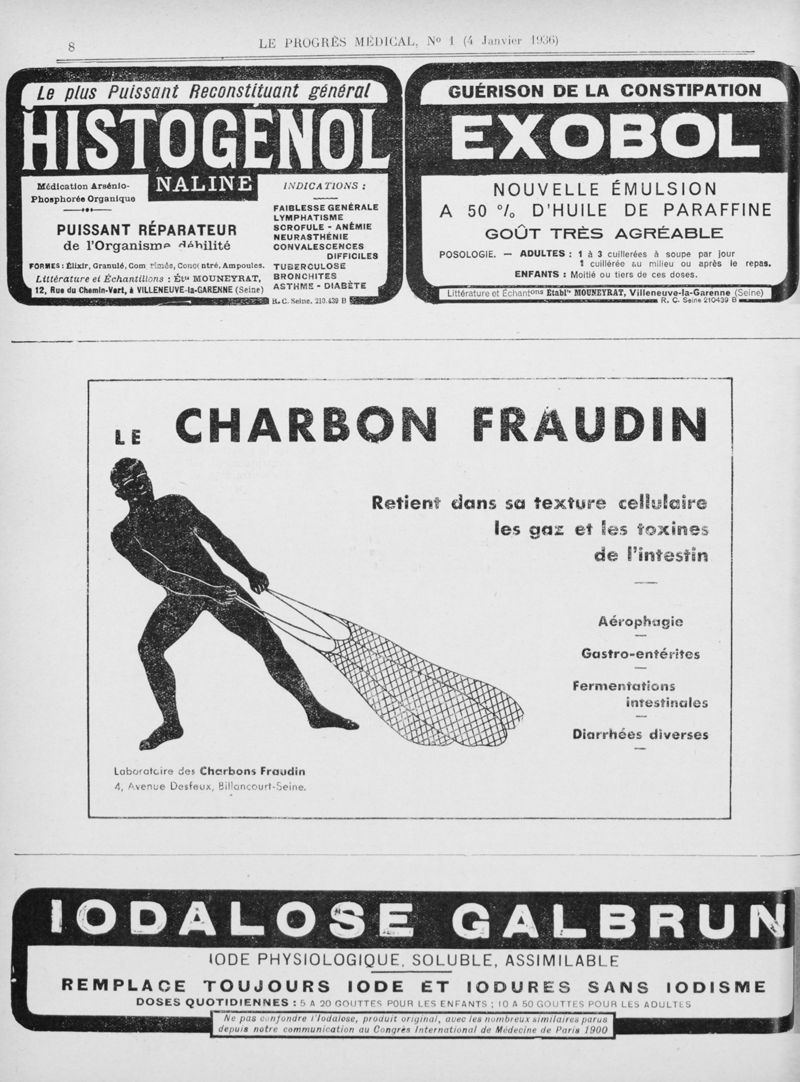 8
LE PROGRÈS MÉDICAL, Nº 1 (4 Janvier 1936)
Le plus Puissant Reconstituant général
HISTOGÉNOL
NALINE
Médication Arsénio-
Phosphorée Organique
PUISSANT RÉPARATEUR
de l'Organisme débilité
INDICATIONS :
FAIBLESSE GÉNÉRALE
LYMPHATISME
SCROFULE - ANÉMIE
NEURASTHÉNIE
CONVALESCENCES
DIFFICILES
TUBERCULOSE
BRONCHITES
ASTHME - DIABÈTE
FORMES : Élixir, Granulé, Comprimés, Concentré, Ampoules.
Littérature et Échantillons : Éts MOUNEYRAT,
12, Rue du Chemin-Vert, à VILLENEUVE-la-GARENNE (Seine)
R. C. Seine, 210.439 B
GUÉRISON DE LA CONSTIPATION
EXOBOL
NOUVELLE ÉMULSION
A 50 % D'HUILE DE PARAFFINE
GOÛT TRÈS AGRÉABLE
POSOLOGIE. — ADULTES : 1 à 3 cuillerées à soupe par jour
1 cuillérée au milieu ou après le repas.
ENFANTS : Moitié ou tiers de ces doses.
Littérature et Échantons Établts MOUNEYRAT, Villeneuve-la-Garenne (Seine)
R. C. Seine 210439 B
LE CHARBON FRAUDIN
Retient dans sa texture cellulaire
les gaz et les toxines
de l'intestin
Aérophagie
Gastro-entérites
Fermentations
intestinales
Diarrhées diverses
Laboratoire des Charbons Fraudin
4, Avenue Desfeux, Billancourt-Seine.
IODALOSE GALBRUN
IODE PHYSIOLOGIQUE, SOLUBLE, ASSIMILABLE
REMPLACE TOUJOURS IODE ET IODURES SANS IODISME
DOSES QUOTIDIENNES : 5 A 20 GOUTTES POUR LES ENFANTS ; 10 A 50 GOUTTES POUR LES ADULTES
Ne pas confondre l'Iodalose, produit original, avec les nombreux similaires parus
depuis notre communication au Congrès International de Médecine de Paris 1900